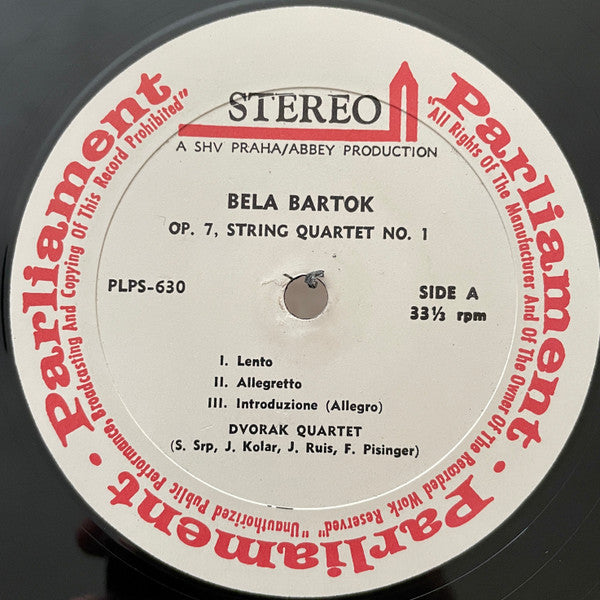 STEREO
A SHV PRAHA/ABBEY PRODUCTION
BELA BARTOK
OP. 7, STRING QUARTET NO. 1
PLPS-630
SIDE A
33⅓ rpm
I. Lento
II. Allegretto
III. Introduzione (Allegro)
DVORAK QUARTET
(S. Srp, J. Kolar, J. Ruis, F. Pisinger)
Parliament • Parliament • Parliament • Parliament
"All Rights Of The Manufacturer And Of The Owner Of The Recorded Work Reserved" "Unauthorized Public Performance, Broadcasting And Copying Of This Record Prohibited"